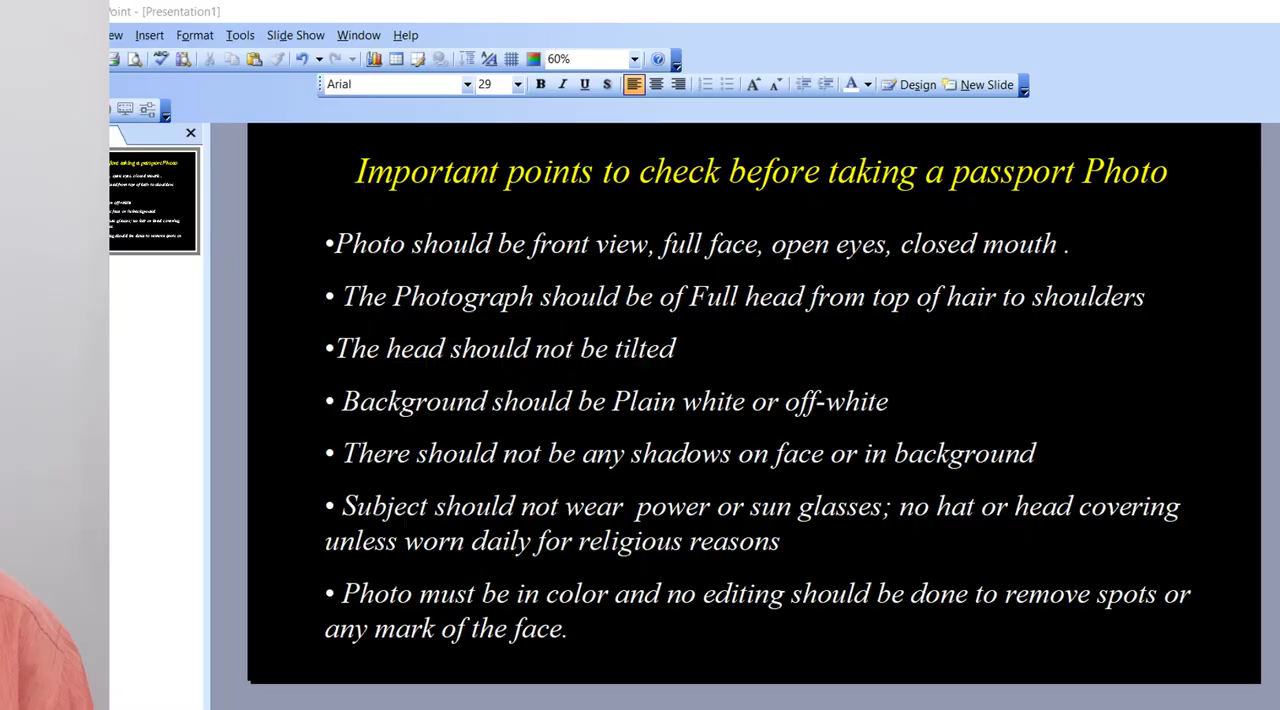 oint - [Presentation1]
ew Insert Format Tools Slide Show Window Help
60%
Arial 29 B I U S A A A Design New Slide
Important points to check before taking a passport Photo
•Photo should be front view, full face, open eyes, closed mouth .
• The Photograph should be of Full head from top of hair to shoulders
•The head should not be tilted
• Background should be Plain white or off-white
• There should not be any shadows on face or in background
• Subject should not wear power or sun glasses; no hat or head covering
unless worn daily for religious reasons
• Photo must be in color and no editing should be done to remove spots or
any mark of the face.